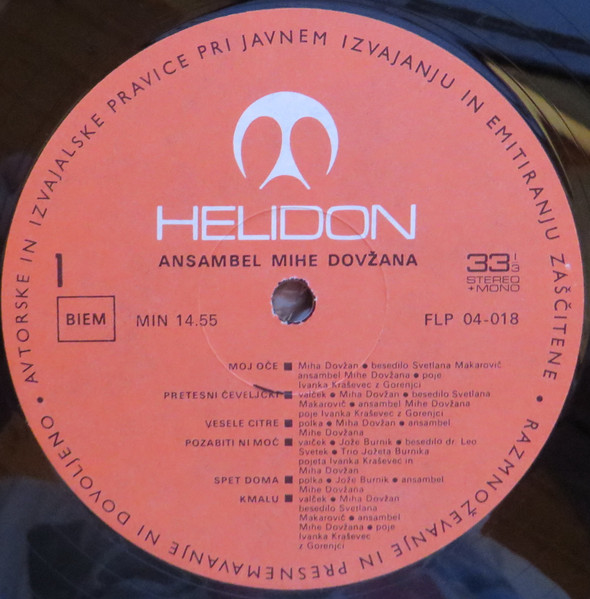 AVTORSKE IN IZVAJALSKE PRAVICE PRI JAVNEM IZVAJANJU IN EMITIRANJU ZAŠČITENE • RAZMNOŽEVANJE IN PRESNEMAVANJE NI DOVOLJENO •
HELIDON
ANSAMBEL MIHE DOVŽANA
1
33 1/3
STEREO
+MONO
BIEM
MIN 14.55
FLP 04-018
MOJ OČE ■ Miha Dovžan • besedilo Svetlana Makarovič
ansambel Mihe Dovžana • poje
Ivanka Kraševec z Gorenjci
PRETESNI ČEVELJČKI ■ valček • Miha Dovžan • besedilo Svetlana
Makarovič • ansambel Mihe Dovžana
poje Ivanka Kraševec z Gorenjci
VESELE CITRE ■ polka • Miha Dovžan • ansambel
Mihe Dovžana
POZABITI NI MOČ ■ valček • Jože Burnik • besedilo dr. Leo
Svetek • Trio Jožeta Burnika
pojeta Ivanka Kraševec in
Miha Dovžan
SPET DOMA ■ polka • Jože Burnik • ansambel
Mihe Dovžana
KMALU ■ valček • Miha Dovžan
besedilo Svetlana
Makarovič • ansambel
Mihe Dovžana • poje
Ivanka Kraševec
z Gorenjci